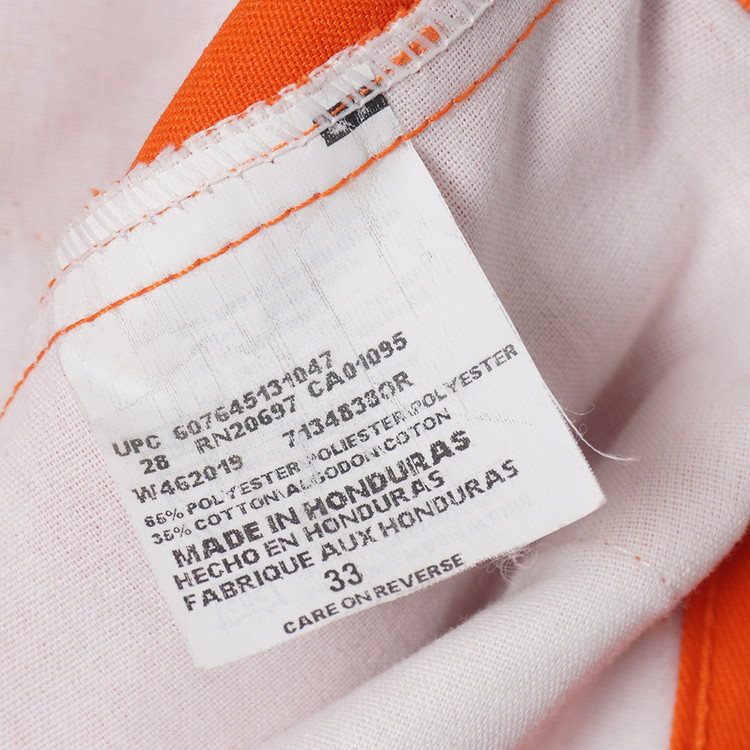 UPC 607645131047
28 RN20697 CA01095
W462019 7134838OR
65% POLYESTER POLIESTER POLYESTER
35% COTTON ALGODON COTON
MADE IN HONDURAS
HECHO EN HONDURAS
FABRIQUE AUX HONDURAS
33
CARE ON REVERSE